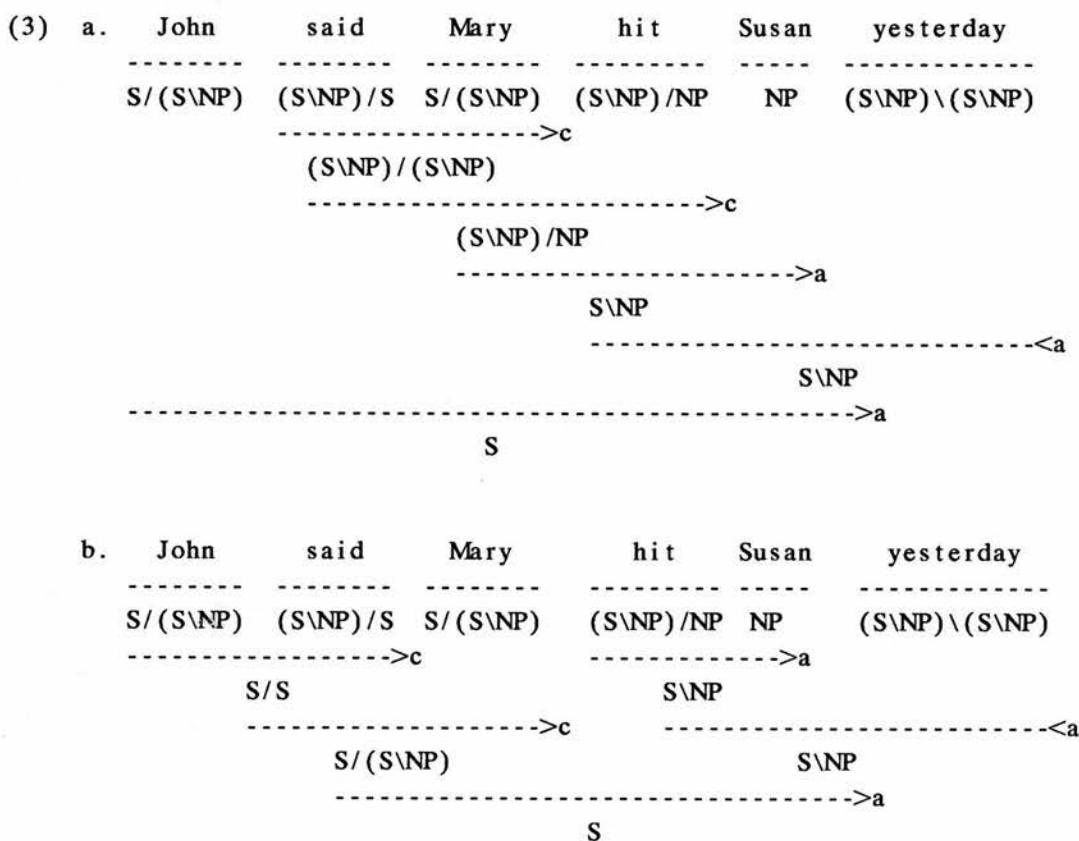 (3) a. John said Mary hit Susan yesterday
-------- -------- -------- --------- ----- -------------
S/(S\NP) (S\NP)/S S/(S\NP) (S\NP)/NP NP (S\NP)\(S\NP)
------------------>c
(S\NP)/(S\NP)
---------------------------->c
(S\NP)/NP
------------------------>a
S\NP
-------------------------------<a
S\NP
---------------------------------------------------->a
S
b. John said Mary hit Susan yesterday
-------- -------- -------- --------- ----- -------------
S/(S\NP) (S\NP)/S S/(S\NP) (S\NP)/NP NP (S\NP)\(S\NP)
------------------>c ------------->a
S/S S\NP
--------------------->c ---------------------------<a
S/(S\NP) S\NP
------------------------------------->a
S